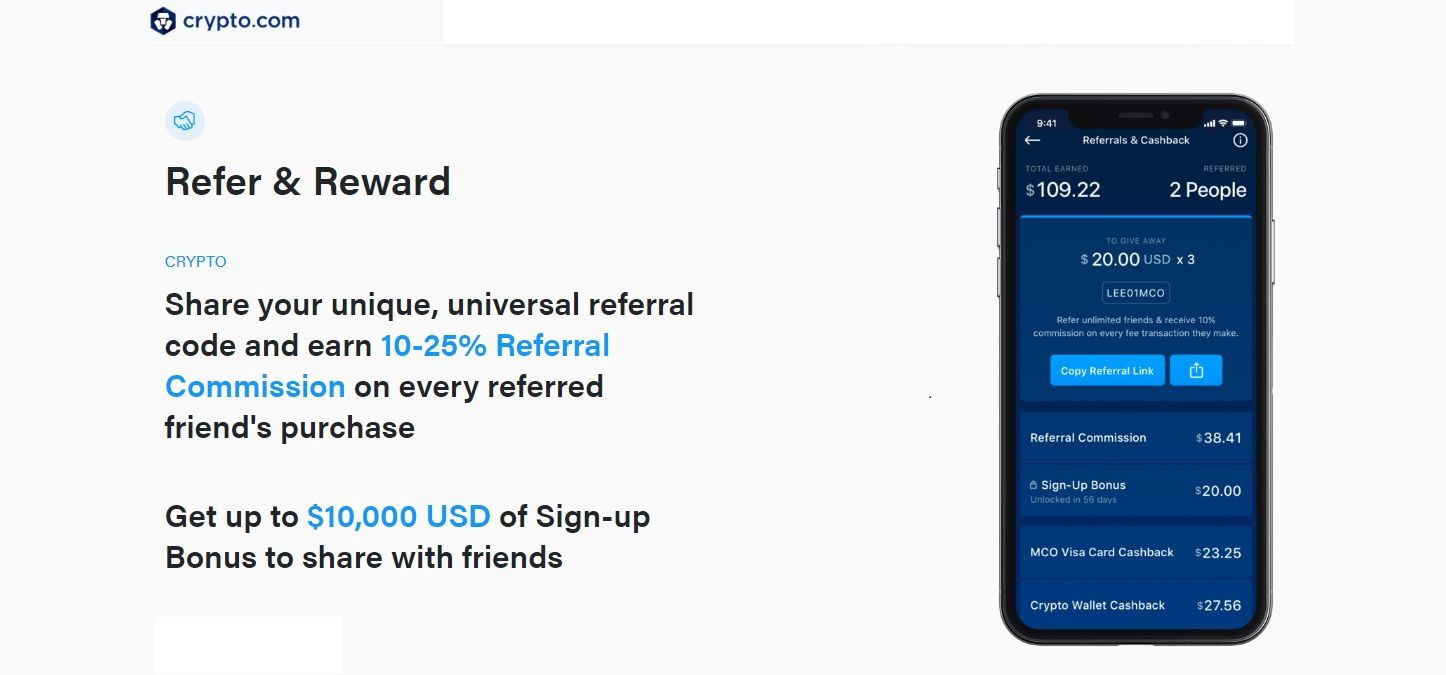 crypto.com
Refer & Reward
CRYPTO
Share your unique, universal referral
code and earn 10-25% Referral
Commission on every referred
friend's purchase
Get up to $10,000 USD of Sign-up
Bonus to share with friends
9:41
Referrals & Cashback
TOTAL EARNED REFERRED
$109.22 2 People
TO GIVE AWAY
$ 20.00 USD x 3
LEE01MCO
Refer unlimited friends & receive 10%
commission on every fee transaction they make.
Copy Referral Link
Referral Commission $38.41
Sign-Up Bonus $20.00
Unlocked in 56 days
MCO Visa Card Cashback $23.25
Crypto Wallet Cashback $27.56